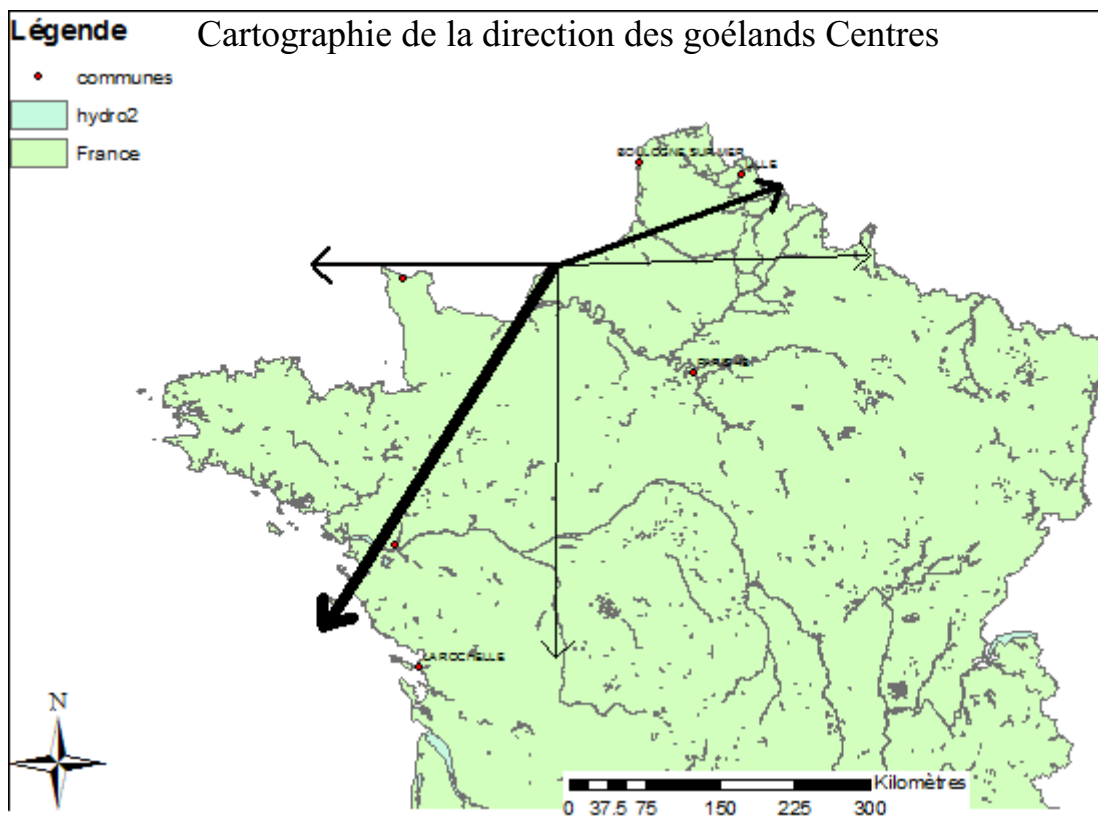 Légende
Cartographie de la direction des goélands Centres
communes
hydro2
France
BOULOGNE SUR MER
LILLE
LA ROCHELLE
N
Kilomètres
0 37.5 75 150 225 300